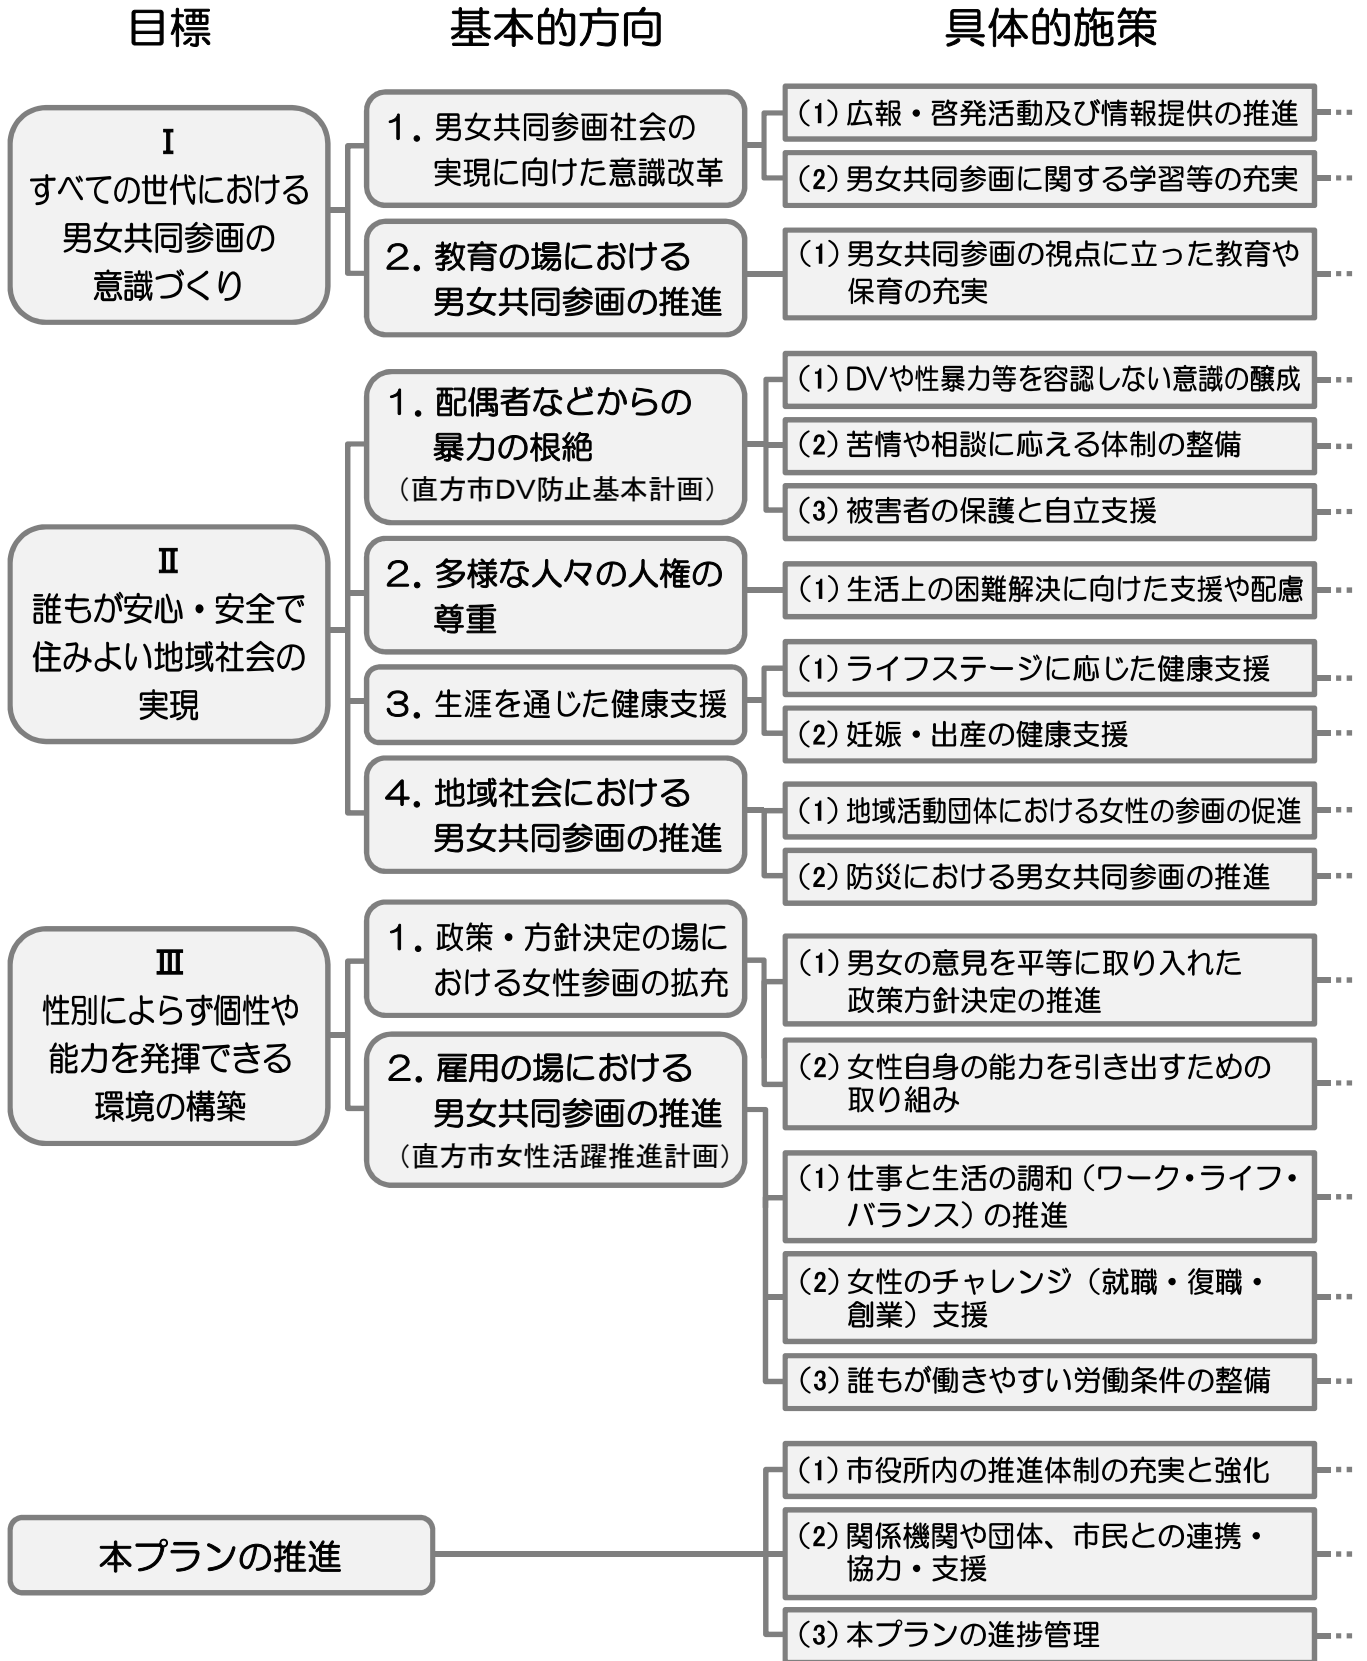 目標
基本的方向
具体的施策
Ⅰ
すべての世代における
男女共同参画の
意識づくり
1. 男女共同参画社会の
実現に向けた意識改革
(1) 広報・啓発活動及び情報提供の推進
(2) 男女共同参画に関する学習等の充実
2. 教育の場における
男女共同参画の推進
(1) 男女共同参画の視点に立った教育や
保育の充実
Ⅱ
誰もが安心・安全で
住みよい地域社会の
実現
1. 配偶者などからの
暴力の根絶
（直方市DV防止基本計画）
(1) DVや性暴力等を容認しない意識の醸成
(2) 苦情や相談に応える体制の整備
(3) 被害者の保護と自立支援
2. 多様な人々の人権の
尊重
(1) 生活上の困難解決に向けた支援や配慮
3. 生涯を通じた健康支援
(1) ライフステージに応じた健康支援
(2) 妊娠・出産の健康支援
4. 地域社会における
男女共同参画の推進
(1) 地域活動団体における女性の参画の促進
(2) 防災における男女共同参画の推進
Ⅲ
性別によらず個性や
能力を発揮できる
環境の構築
1. 政策・方針決定の場に
おける女性参画の拡充
(1) 男女の意見を平等に取り入れた
政策方針決定の推進
(2) 女性自身の能力を引き出すための
取り組み
2. 雇用の場における
男女共同参画の推進
（直方市女性活躍推進計画）
(1) 仕事と生活の調和（ワーク・ライフ・
バランス）の推進
(2) 女性のチャレンジ（就職・復職・
創業）支援
(3) 誰もが働きやすい労働条件の整備
本プランの推進
(1) 市役所内の推進体制の充実と強化
(2) 関係機関や団体、市民との連携・
協力・支援
(3) 本プランの進捗管理